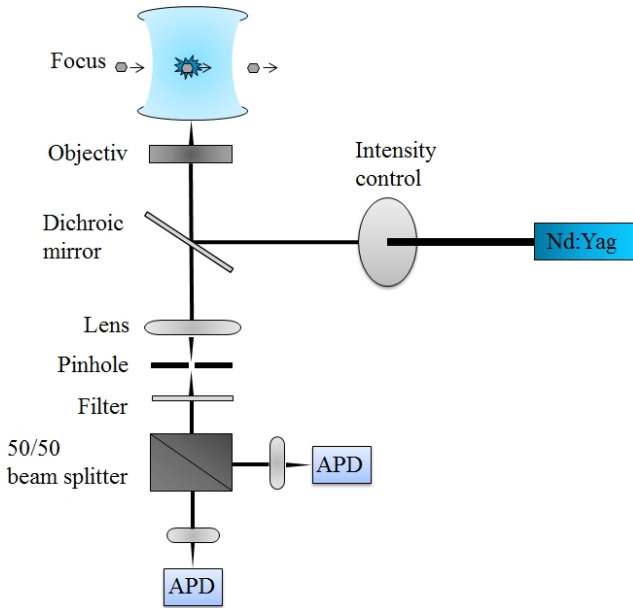 Focus
Objectiv
Intensity
control
Dichroic
mirror
Nd:Yag
Lens
Pinhole
Filter
50/50
beam splitter
APD
APD